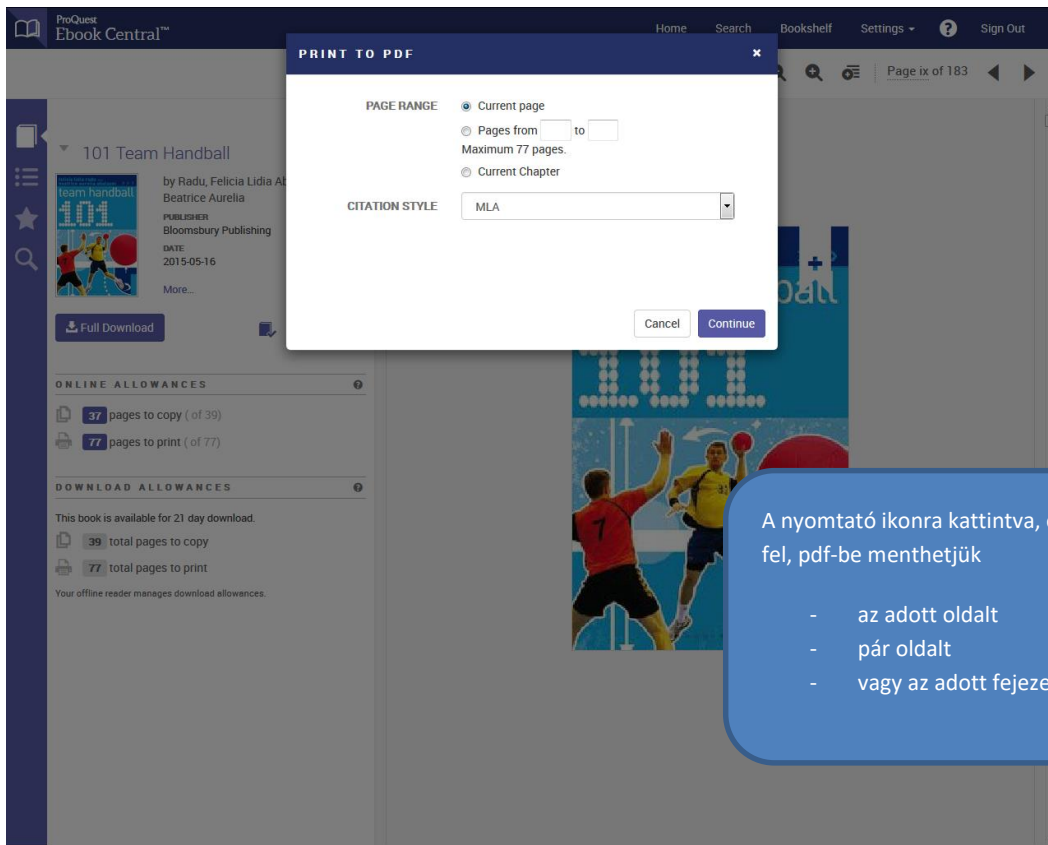 ProQuest
Ebook Central™
Home Search Bookshelf Settings Sign Out
PRINT TO PDF ×
Page ix of 183
PAGE RANGE
Current page
Pages from to
Maximum 77 pages.
Current Chapter
CITATION STYLE
MLA
Cancel Continue
101 Team Handball
team handball
101
by Radu, Felicia Lidia
Beatrice Aurelia
PUBLISHER
Bloomsbury Publishing
DATE
2015-05-16
More...
Full Download
ONLINE ALLOWANCES
37 pages to copy ( of 39)
77 pages to print ( of 77)
DOWNLOAD ALLOWANCES
This book is available for 21 day download.
39 total pages to copy
77 total pages to print
Your offline reader manages download allowances.
ball
101
7
31
A nyomtató ikonra kattintva,
fel, pdf-be menthetjük
- az adott oldalt
- pár oldalt
- vagy az adott fejeze